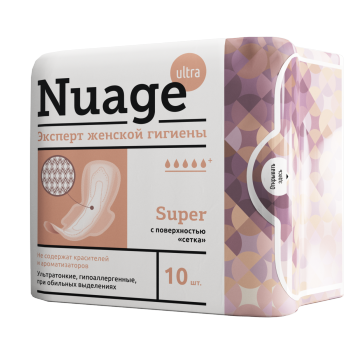 ultra
Nuage
Эксперт женской гигиены
Super
с поверхностью
«сетка»
Не содержат красителей
и ароматизаторов
Ультратонкие, гипоаллергенные,
при обильных выделениях
10 шт.
Открывать
здесь